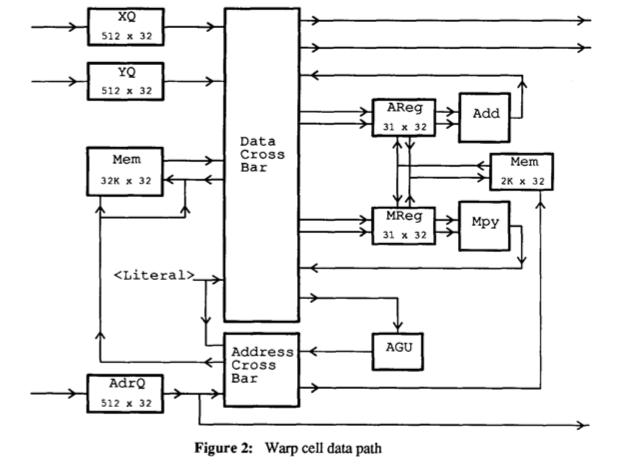 XQ
512 x 32
YQ
512 x 32
Mem
32K x 32
<Literal>
AdrQ
512 x 32
Data
Cross
Bar
Address
Cross
Bar
AReg
31 x 32
Add
Mem
2K x 32
MReg
31 x 32
Mpy
AGU
Figure 2: Warp cell data path